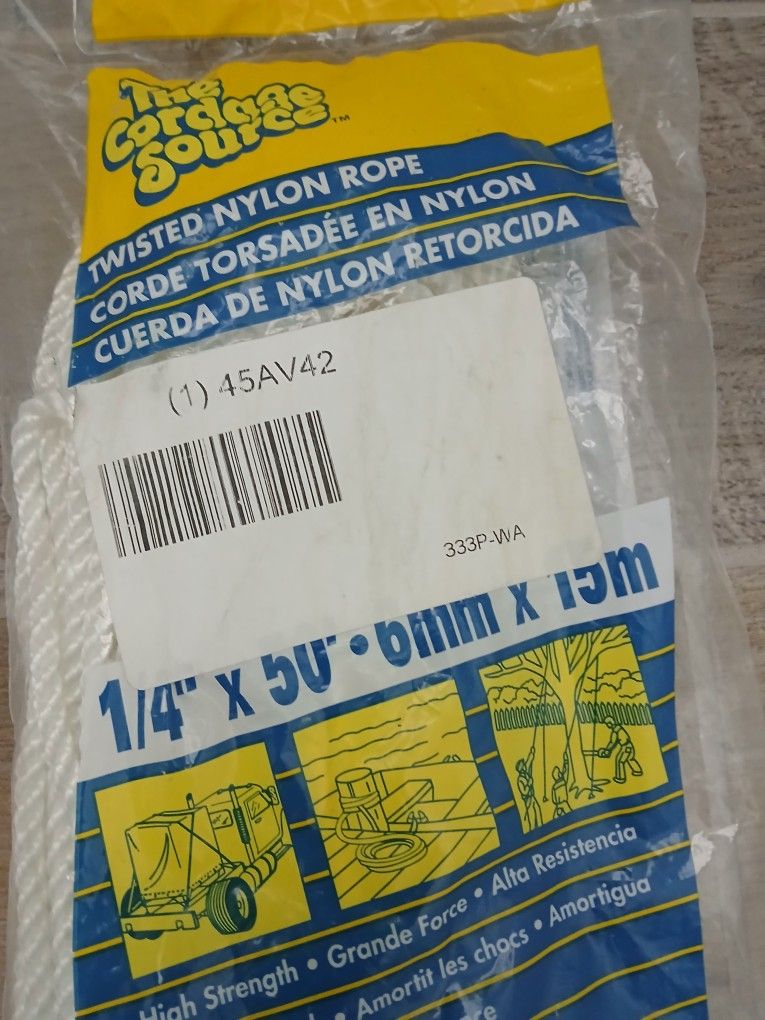 The
Cordage
Source™
TWISTED NYLON ROPE
CORDE TORSADÉE EN NYLON
CUERDA DE NYLON RETORCIDA
(1) 45AV42
333P-WA
1/4" x 50' • 6mm x 15m
High Strength • Grande Force • Alta Resistencia
• Amortit les chocs • Amortigua